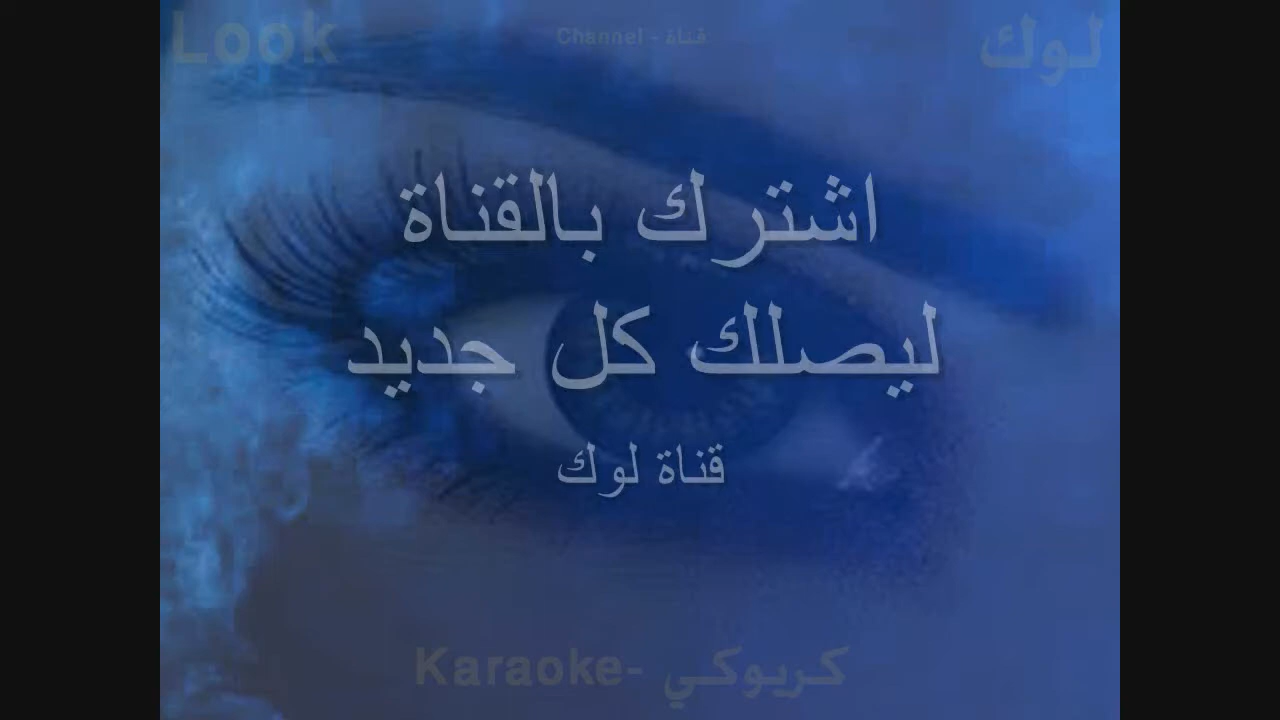 Look
Channel - قناة
لوك
اشترك بالقناة
ليصلك كل جديد
قناة لوك
Karaoke- كريوكي